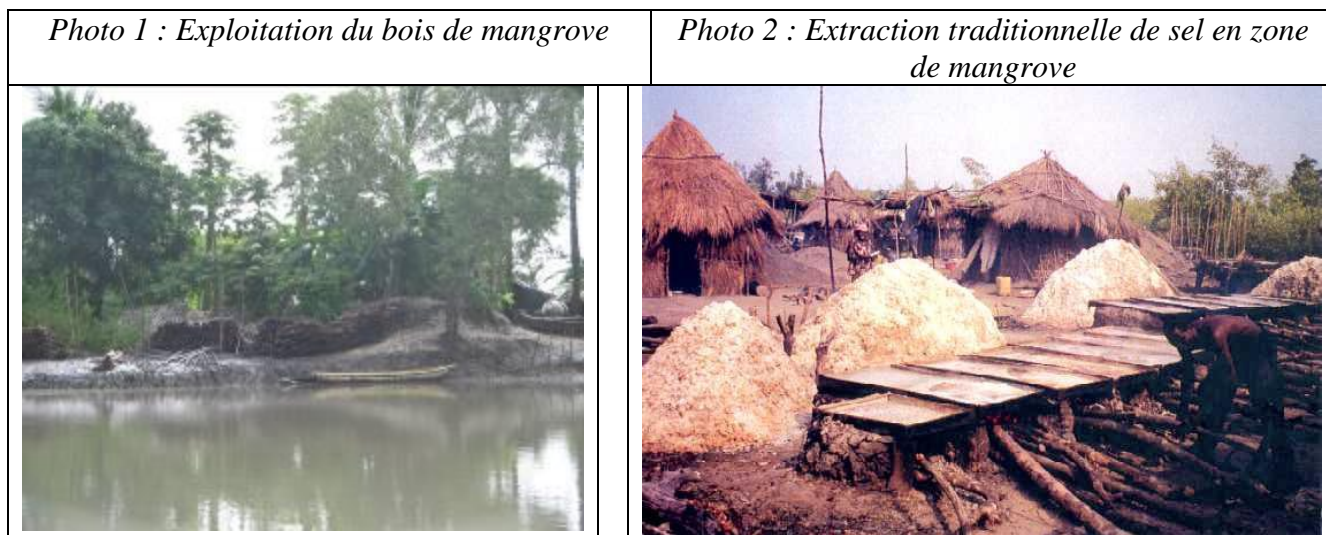 Photo 1 : Exploitation du bois de mangrove
Photo 2 : Extraction traditionnelle de sel en zone
de mangrove